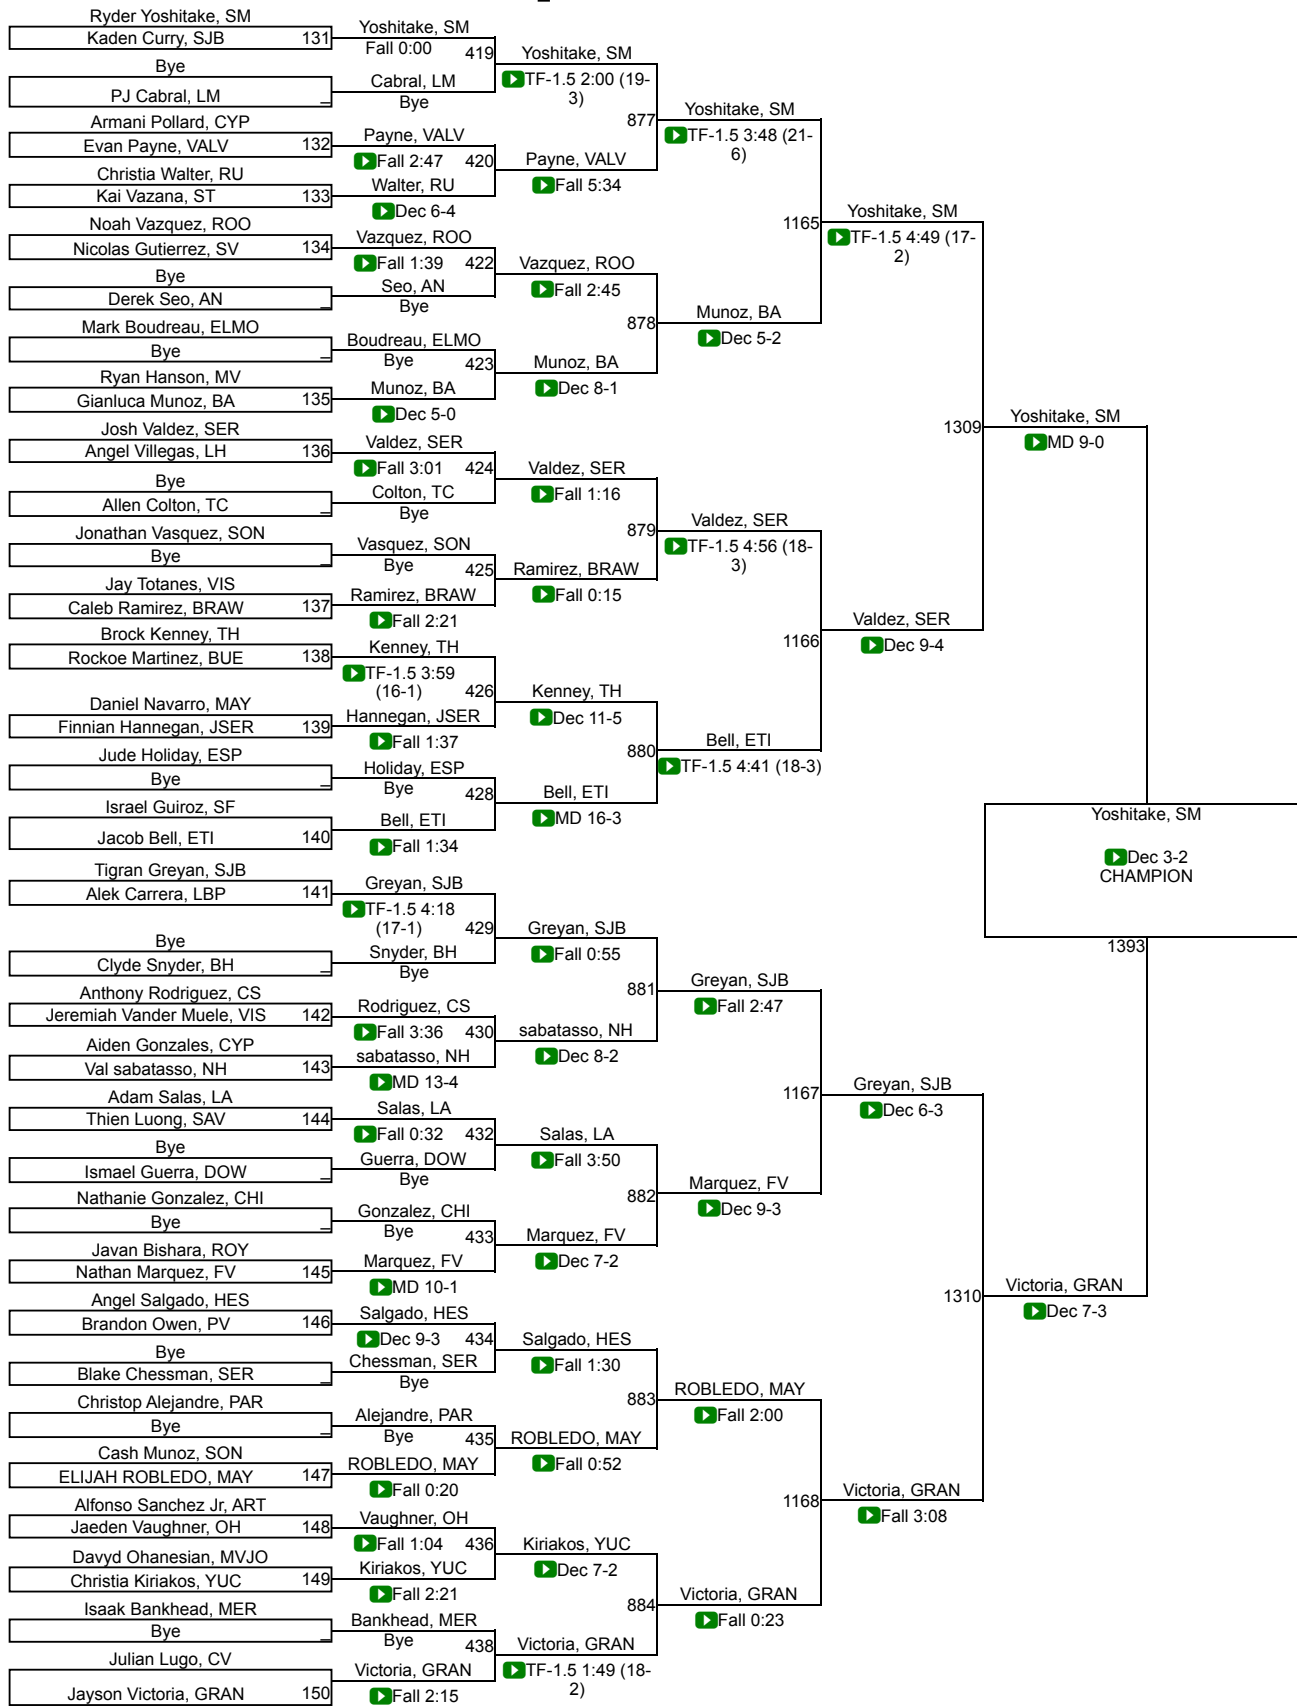 Ryder Yoshitake, SM
Kaden Curry, SJB 131
Bye
PJ Cabral, LM _
Armani Pollard, CYP
Evan Payne, VALV 132
Christia Walter, RU
Kai Vazana, ST 133
Noah Vazquez, ROO
Nicolas Gutierrez, SV 134
Bye
Derek Seo, AN _
Mark Boudreau, ELMO
Bye _
Ryan Hanson, MV
Gianluca Munoz, BA 135
Josh Valdez, SER
Angel Villegas, LH 136
Bye
Allen Colton, TC _
Jonathan Vasquez, SON
Bye _
Jay Totanes, VIS
Caleb Ramirez, BRAW 137
Brock Kenney, TH
Rockoe Martinez, BUE 138
Daniel Navarro, MAY
Finnian Hannegan, JSER 139
Jude Holiday, ESP
Bye _
Israel Guiroz, SF
Jacob Bell, ETI 140
Tigran Greyan, SJB
Alek Carrera, LBP 141
Bye
Clyde Snyder, BH _
Anthony Rodriguez, CS
Jeremiah Vander Muele, VIS 142
Aiden Gonzales, CYP
Val sabatasso, NH 143
Adam Salas, LA
Thien Luong, SAV 144
Bye
Ismael Guerra, DOW _
Nathanie Gonzalez, CHI
Bye _
Javan Bishara, ROY
Nathan Marquez, FV 145
Angel Salgado, HES
Brandon Owen, PV 146
Bye
Blake Chessman, SER _
Christop Alejandre, PAR
Bye _
Cash Munoz, SON
ELIJAH ROBLEDO, MAY 147
Alfonso Sanchez Jr, ART
Jaeden Vaughner, OH 148
Davyd Ohanesian, MVJO
Christia Kiriakos, YUC 149
Isaak Bankhead, MER
Bye _
Julian Lugo, CV
Jayson Victoria, GRAN 150
Yoshitake, SM
Fall 0:00 419
Cabral, LM
Bye
Payne, VALV
Fall 2:47 420
Walter, RU
Dec 6-4
Vazquez, ROO
Fall 1:39 422
Seo, AN
Bye
Boudreau, ELMO
Bye 423
Munoz, BA
Dec 5-0
Valdez, SER
Fall 3:01 424
Colton, TC
Bye
Vasquez, SON
Bye 425
Ramirez, BRAW
Fall 2:21
Kenney, TH
TF-1.5 3:59
(16-1) 426
Hannegan, JSER
Fall 1:37
Holiday, ESP
Bye 428
Bell, ETI
Fall 1:34
Greyan, SJB
TF-1.5 4:18
(17-1) 429
Snyder, BH
Bye
Rodriguez, CS
Fall 3:36 430
sabatasso, NH
MD 13-4
Salas, LA
Fall 0:32 432
Guerra, DOW
Bye
Gonzalez, CHI
Bye 433
Marquez, FV
MD 10-1
Salgado, HES
Dec 9-3 434
Chessman, SER
Bye
Alejandre, PAR
Bye 435
ROBLEDO, MAY
Fall 0:20
Vaughner, OH
Fall 1:04 436
Kiriakos, YUC
Fall 2:21
Bankhead, MER
Bye 438
Victoria, GRAN
Fall 2:15
Yoshitake, SM
TF-1.5 2:00 (19-
3)
877
Payne, VALV
Fall 5:34
Vazquez, ROO
Fall 2:45
878
Munoz, BA
Dec 8-1
Valdez, SER
Fall 1:16
879
Ramirez, BRAW
Fall 0:15
Kenney, TH
Dec 11-5
880
Bell, ETI
MD 16-3
Greyan, SJB
Fall 0:55
881
sabatasso, NH
Dec 8-2
Salas, LA
Fall 3:50
882
Marquez, FV
Dec 7-2
Salgado, HES
Fall 1:30
883
ROBLEDO, MAY
Fall 0:52
Kiriakos, YUC
Dec 7-2
884
Victoria, GRAN
TF-1.5 1:49 (18-
2)
Yoshitake, SM
TF-1.5 3:48 (21-
6)
1165
Munoz, BA
Dec 5-2
Valdez, SER
TF-1.5 4:56 (18-
3)
1166
Bell, ETI
TF-1.5 4:41 (18-3)
Greyan, SJB
Fall 2:47
1167
Marquez, FV
Dec 9-3
ROBLEDO, MAY
Fall 2:00
1168
Victoria, GRAN
Fall 0:23
Yoshitake, SM
TF-1.5 4:49 (17-
2)
1309
Valdez, SER
Dec 9-4
Greyan, SJB
Dec 6-3
1310
Victoria, GRAN
Fall 3:08
Yoshitake, SM
MD 9-0
Victoria, GRAN
Dec 7-3
Yoshitake, SM
Dec 3-2
CHAMPION
1393